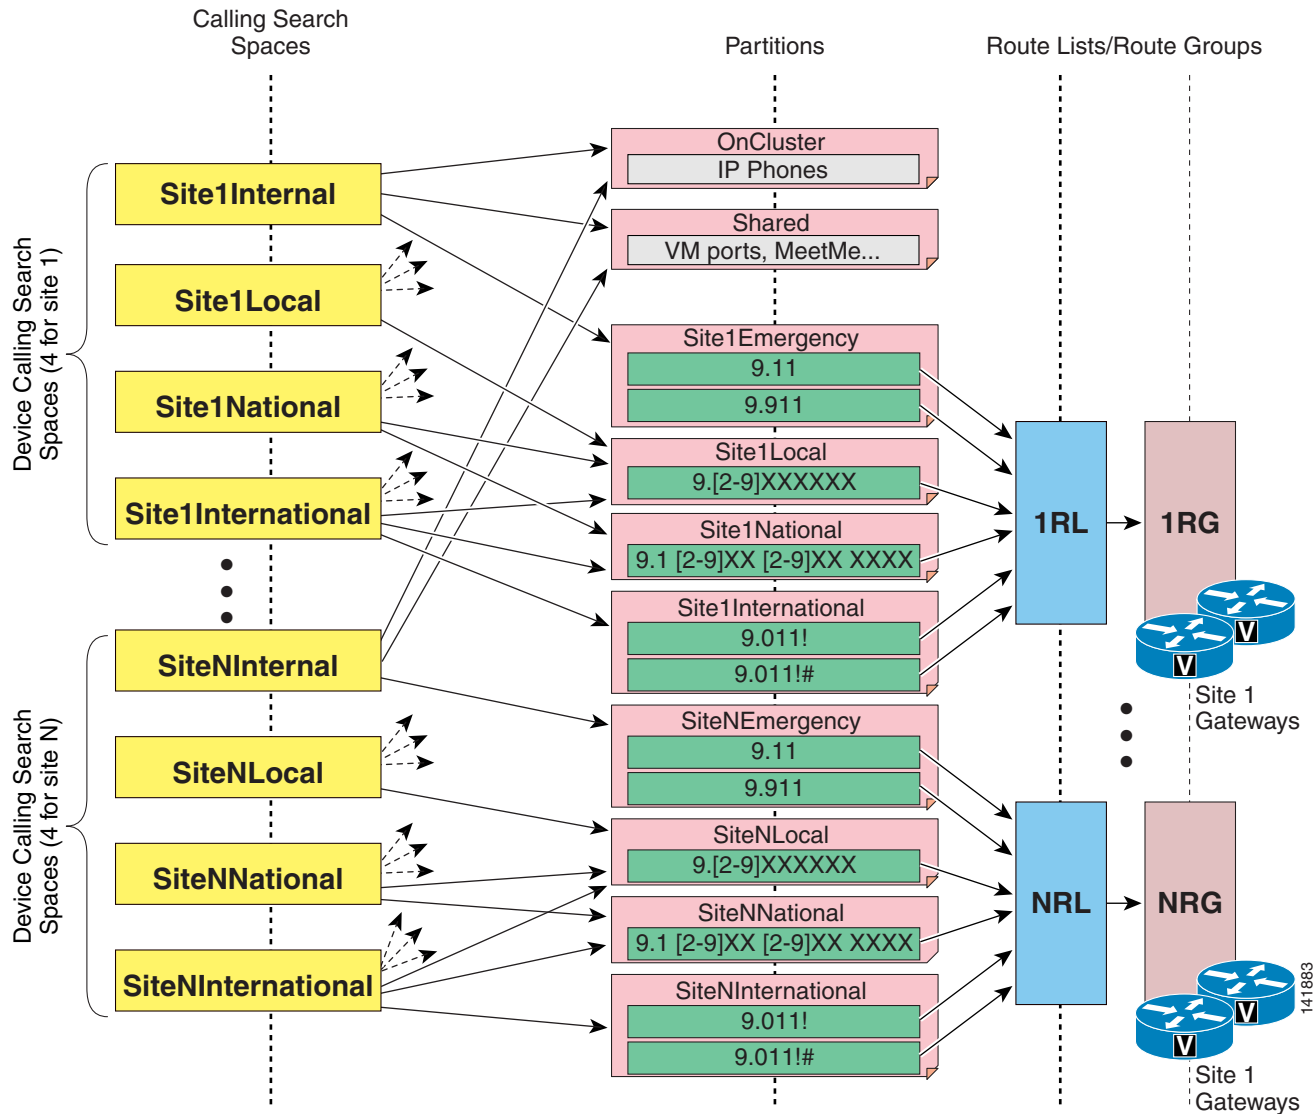 Calling Search
Spaces
Partitions
Route Lists/Route Groups
Device Calling Search
Spaces (4 for site 1)
Site1Internal
Site1Local
Site1National
Site1International
Device Calling Search
Spaces (4 for site N)
SiteNInternal
SiteNLocal
SiteNNational
SiteNInternational
OnCluster
IP Phones
Shared
VM ports, MeetMe...
Site1Emergency
9.11
9.911
Site1Local
9.[2-9]XXXXXX
Site1National
9.1 [2-9]XX [2-9]XX XXXX
Site1International
9.011!
9.011!#
SiteNEmergency
9.11
9.911
SiteNLocal
9.[2-9]XXXXXX
SiteNNational
9.1 [2-9]XX [2-9]XX XXXX
SiteNInternational
9.011!
9.011!#
1RL
1RG
V
V
Site 1
Gateways
NRL
NRG
V
V
Site 1
Gateways
141883